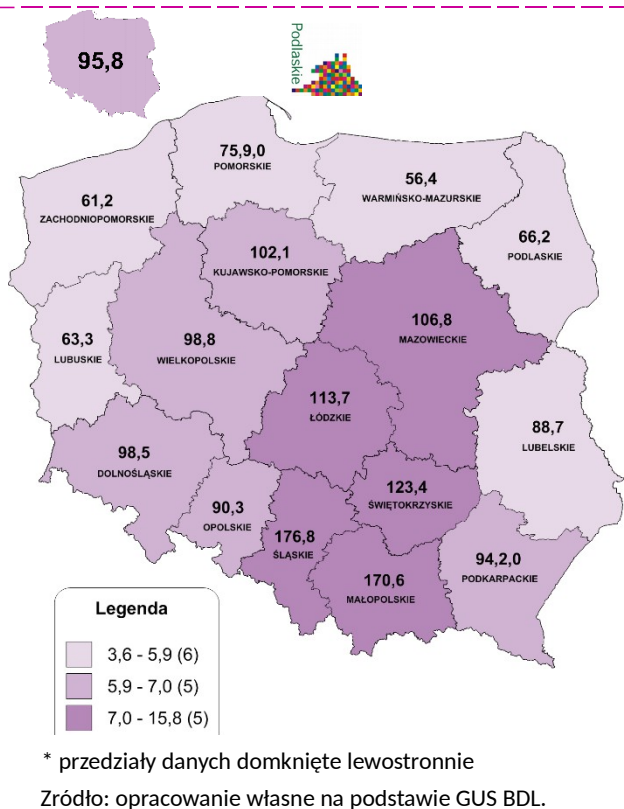 95,8
Podlaskie
75,9,0
POMORSKIE
56,4
WARMIŃSKO-MAZURSKIE
61,2
ZACHODNIOPOMORSKIE
66,2
PODLASKIE
102,1
KUJAWSKO-POMORSKIE
106,8
MAZOWIECKIE
63,3
LUBUSKIE
98,8
WIELKOPOLSKIE
113,7
ŁÓDZKIE
88,7
LUBELSKIE
98,5
DOLNOŚLĄSKIE
123,4
ŚWIĘTOKRZYSKIE
90,3
OPOLSKIE
176,8
ŚLĄSKIE
94,2,0
PODKARPACKIE
170,6
MAŁOPOLSKIE
Legenda
3,6 - 5,9 (6)
5,9 - 7,0 (5)
7,0 - 15,8 (5)
* przedziały danych domknięte lewostronnie
Zródło: opracowanie własne na podstawie GUS BDL.